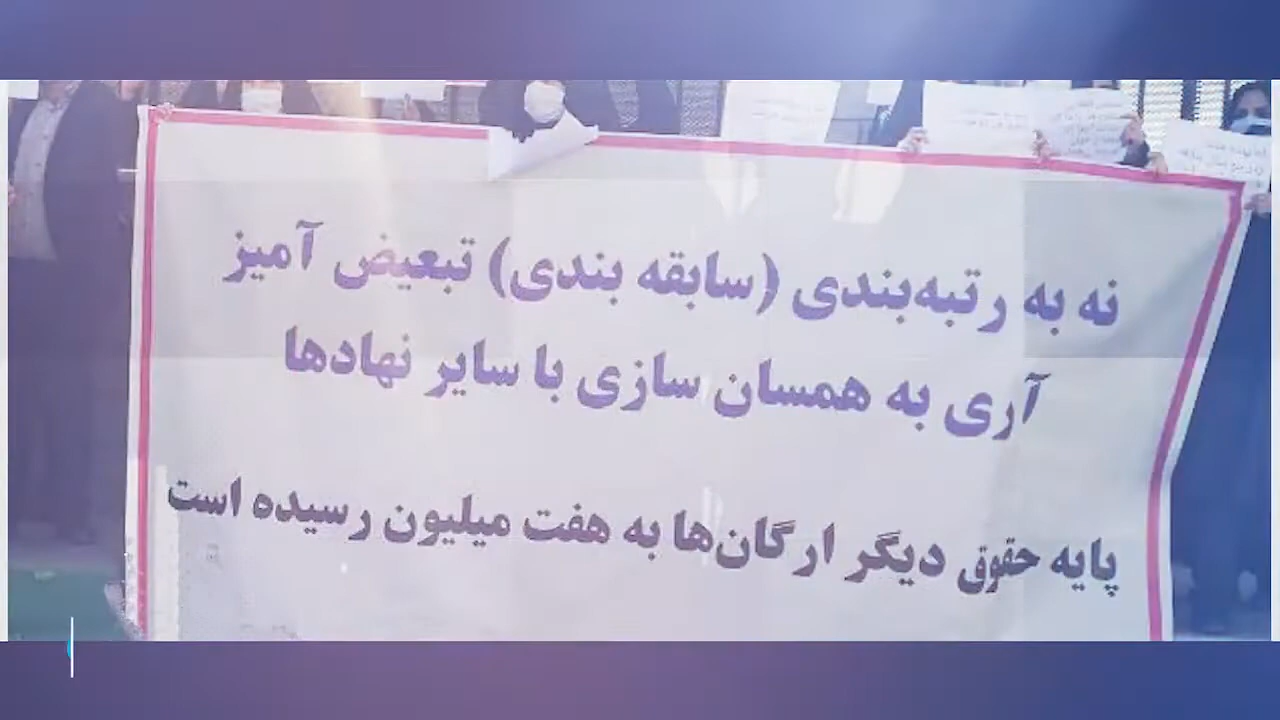 نه به رتبه‌بندی (سابقه بندی) تبعیض آمیز
آری به همسان سازی با سایر نهادها
پایه حقوق دیگر ارگان‌ها به هفت میلیون رسیده است